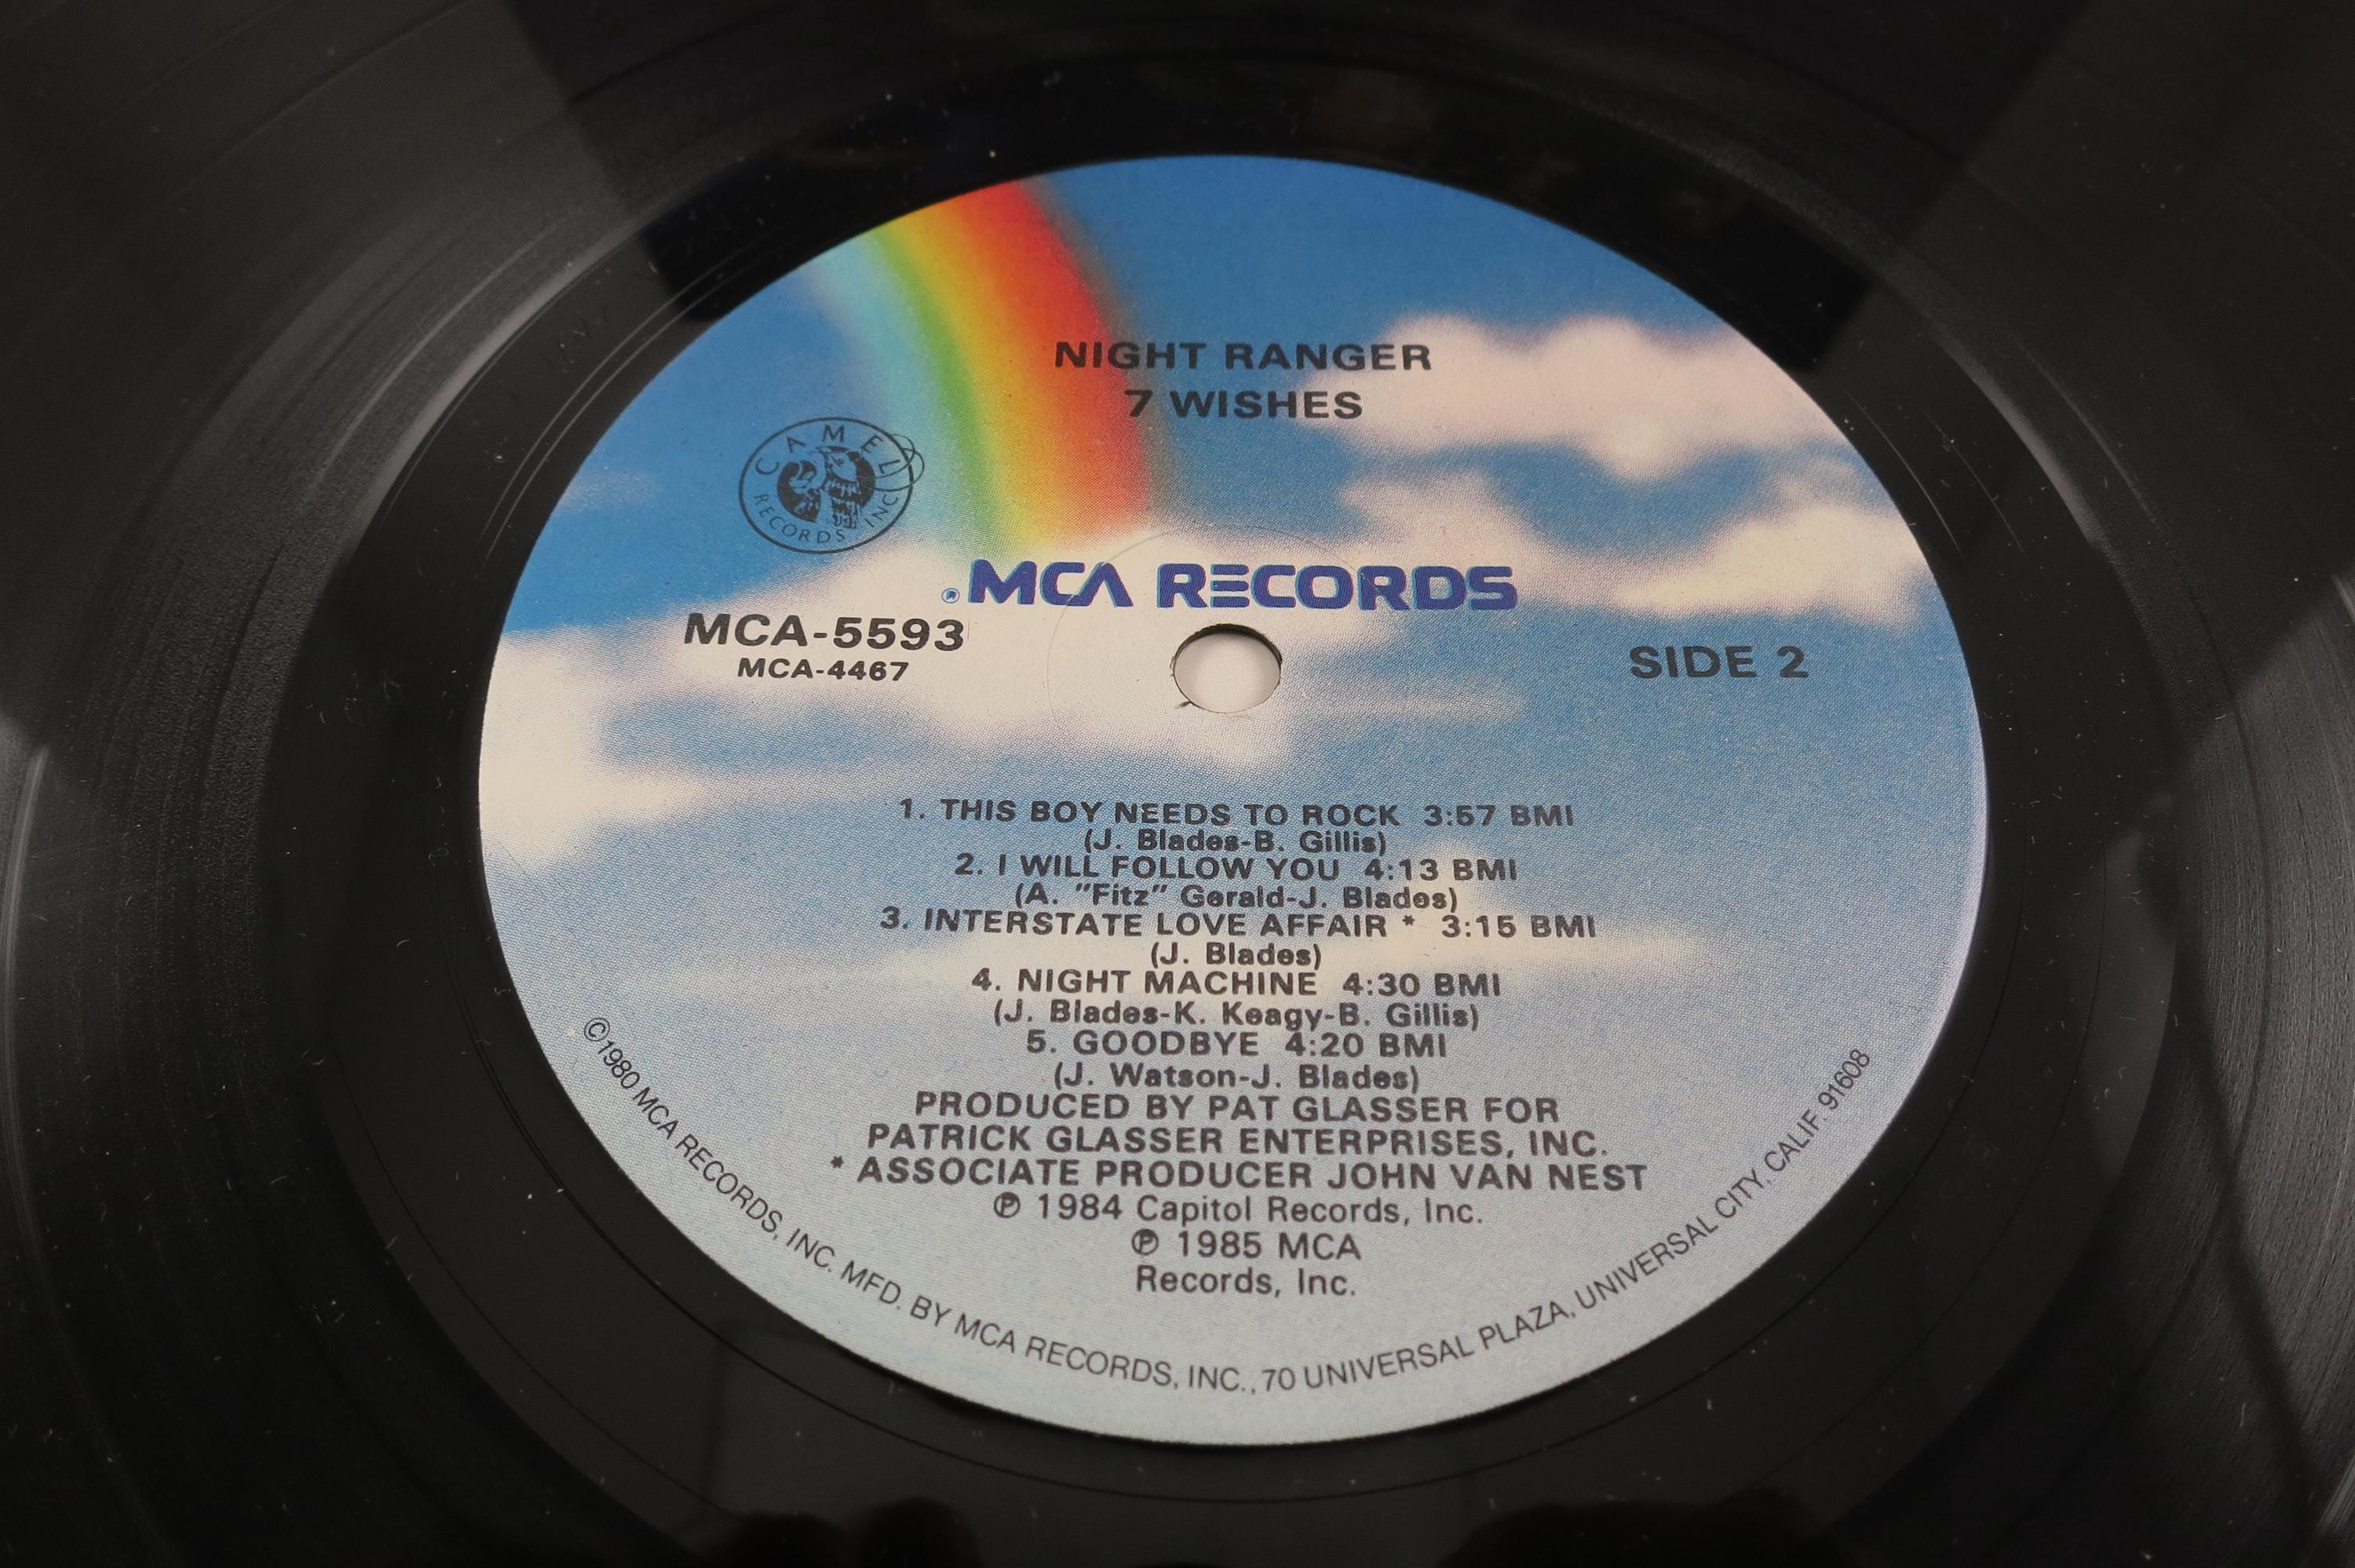 NIGHT RANGER
7 WISHES
CAMEL
RECORDS INC
® MCA RECORDS
MCA-5593
MCA-4467
SIDE 2
1. THIS BOY NEEDS TO ROCK 3:57 BMI
(J. Blades-B. Gillis)
2. I WILL FOLLOW YOU 4:13 BMI
(A. "Fitz" Gerald-J. Blades)
3. INTERSTATE LOVE AFFAIR * 3:15 BMI
(J. Blades)
4. NIGHT MACHINE 4:30 BMI
(J. Blades-K. Keagy-B. Gillis)
5. GOODBYE 4:20 BMI
(J. Watson-J. Blades)
PRODUCED BY PAT GLASSER FOR
PATRICK GLASSER ENTERPRISES, INC.
* ASSOCIATE PRODUCER JOHN VAN NEST
℗ 1984 Capitol Records, Inc.
℗ 1985 MCA
Records, Inc.
©1980 MCA RECORDS, INC. MFD. BY MCA RECORDS, INC., 70 UNIVERSAL PLAZA, UNIVERSAL CITY, CALIF. 91608